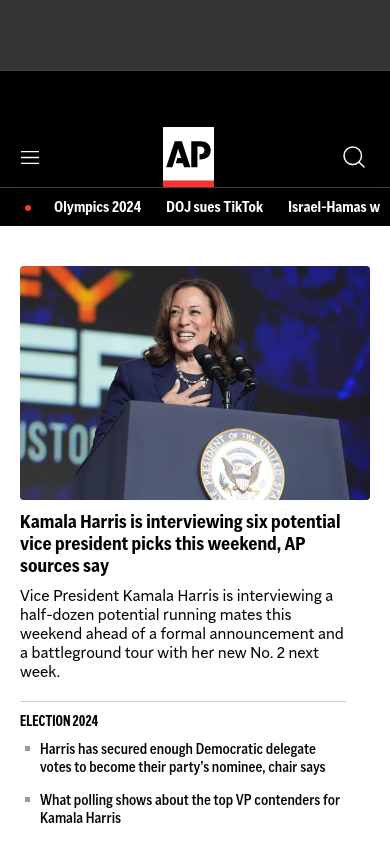 AP
Olympics 2024 DOJ sues TikTok Israel-Hamas w
EY
USTO
Kamala Harris is interviewing six potential
vice president picks this weekend, AP
sources say
Vice President Kamala Harris is interviewing a
half-dozen potential running mates this
weekend ahead of a formal announcement and
a battleground tour with her new No. 2 next
week.
ELECTION 2024
Harris has secured enough Democratic delegate
votes to become their party's nominee, chair says
What polling shows about the top VP contenders for
Kamala Harris